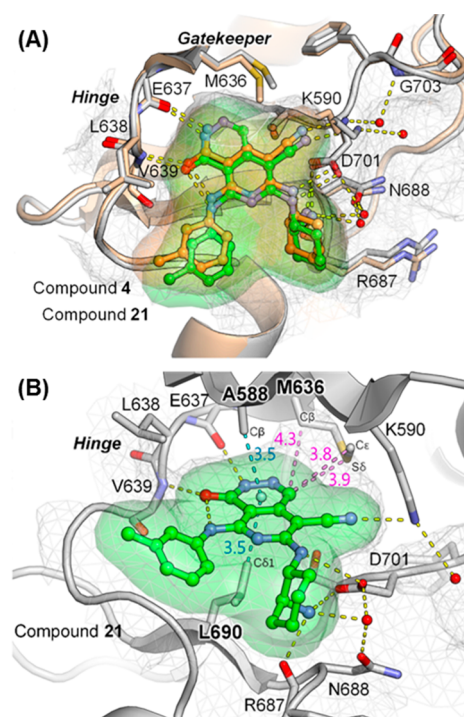 (A)
Gatekeeper
M636
E637
K590
G703
Hinge
L638
D701
V639
N688
Compound 4
R687
Compound 21
(B)
A588 M636
E637
L638
Cβ
Cβ
K590
Hinge
3.5
4.3
3.8
Cε
Sδ
3.9
V639
3.5
D701
Cδ1
Compound 21
L690
R687
N688